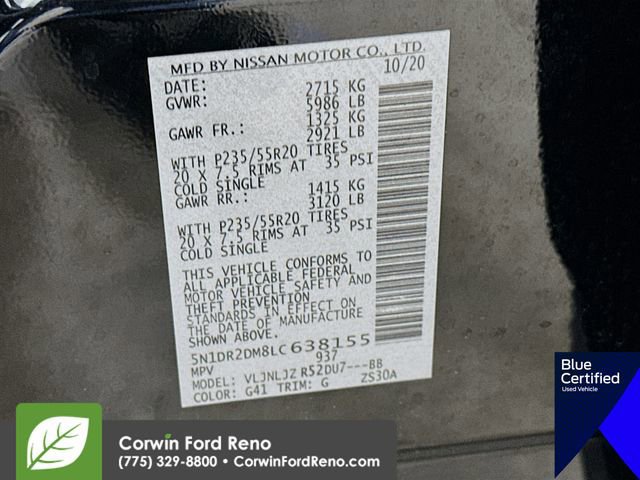 MFD BY NISSAN MOTOR CO., LTD.
DATE: 10/20
GVWR: 2715 KG
5986 LB
GAWR FR.: 1325 KG
2921 LB
WITH P235/55R20 TIRES
20 X 7.5 RIMS AT 35 PSI
COLD SINGLE
GAWR RR.: 1415 KG
3120 LB
WITH P235/55R20 TIRES
20 X 7.5 RIMS AT 35 PSI
COLD SINGLE
THIS VEHICLE CONFORMS TO
ALL APPLICABLE FEDERAL
MOTOR VEHICLE SAFETY AND
THEFT PREVENTION
STANDARDS IN EFFECT ON
THE DATE OF MANUFACTURE
SHOWN ABOVE.
5N1DR2DM8LC638155
MPV 937
MODEL: VLJNLJZ R52DU7---BB
COLOR: G41 TRIM: G ZS30A
Blue
Certified
Used Vehicle
Corwin Ford Reno
(775) 329-8800 • CorwinFordReno.com